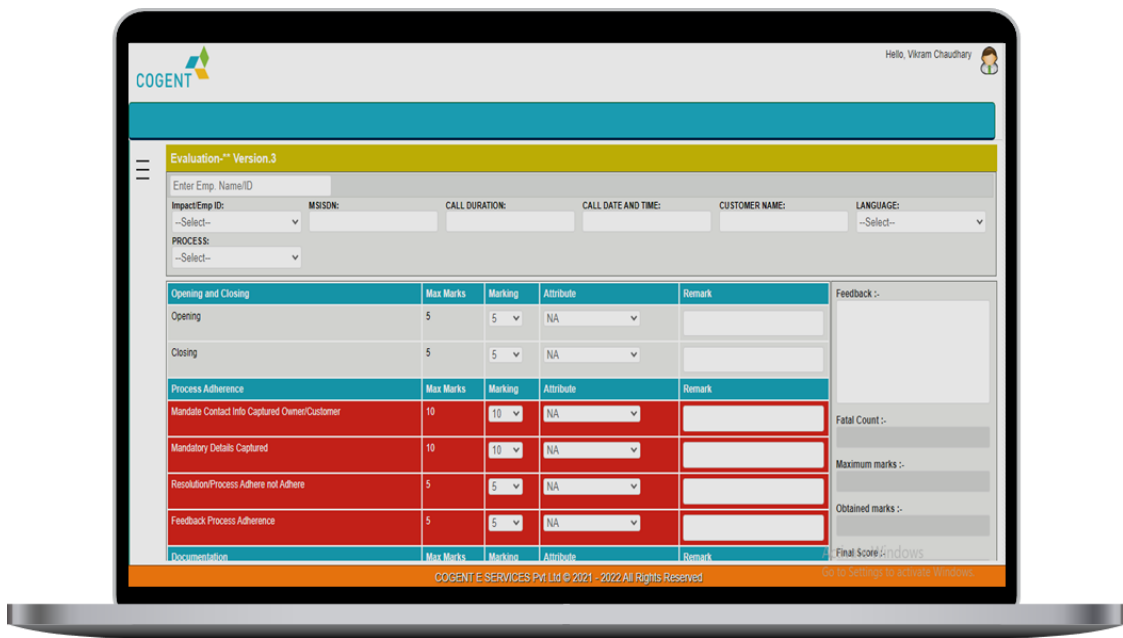 COGENT
Hello, Vikram Chaudhary
Evaluation-** Version.3
Enter Emp. Name/ID
Impact/Emp ID: MSISDN: CALL DURATION: CALL DATE AND TIME: CUSTOMER NAME: LANGUAGE:
--Select-- --Select--
PROCESS:
--Select--
Opening and Closing Max Marks Marking Attribute Remark Feedback :-
Opening 5 5 NA
Closing 5 5 NA
Process Adherence Max Marks Marking Attribute Remark
Mandate Contact Info Captured Owner/Customer 10 10 NA
Fatal Count :-
Mandatory Details Captured 10 10 NA
Maximum marks :-
Resolution/Process Adhere not Adhere 5 5 NA
Obtained marks :-
Feedback Process Adherence 5 5 NA
Documentation Max Marks Marking Attribute Remark Final Score :-
Activate Windows
Go to Settings to activate Windows.
COGENT E SERVICES Pvt Ltd © 2021 - 2022 All Rights Reserved